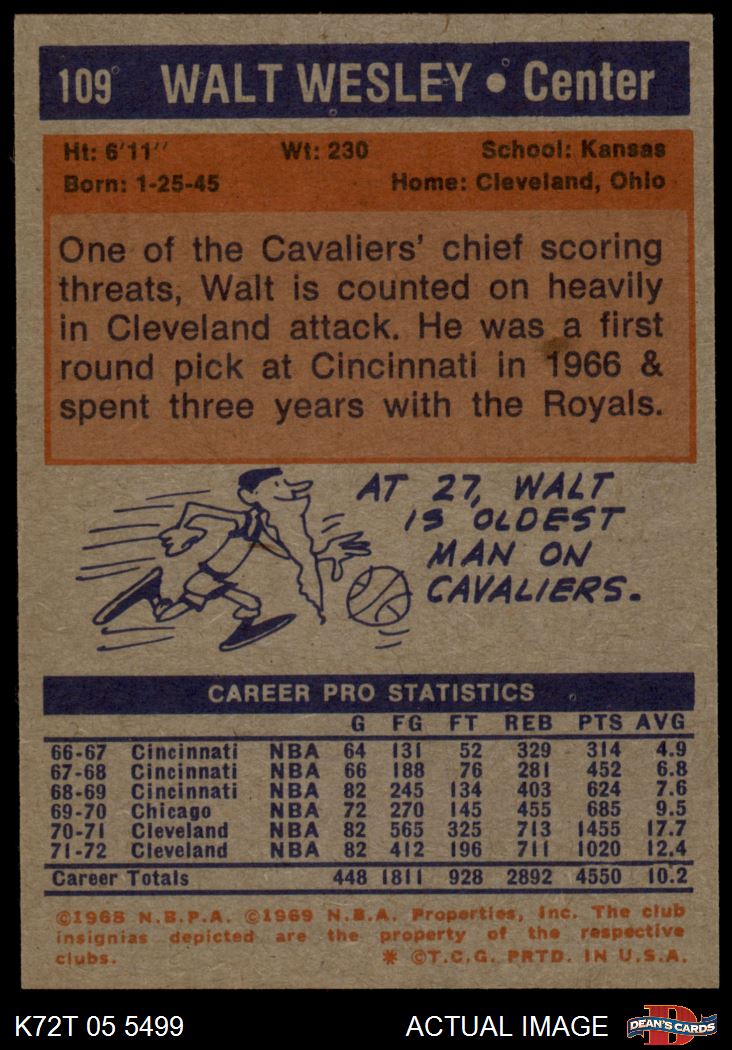 109 WALT WESLEY • Center
Ht: 6'11" Wt: 230 School: Kansas
Born: 1-25-45 Home: Cleveland, Ohio
One of the Cavaliers' chief scoring
threats, Walt is counted on heavily
in Cleveland attack. He was a first
round pick at Cincinnati in 1966 &
spent three years with the Royals.
AT 27, WALT
IS OLDEST
MAN ON
CAVALIERS.
CAREER PRO STATISTICS
G FG FT REB PTS AVG
66-67 Cincinnati NBA 64 131 52 329 314 4.9
67-68 Cincinnati NBA 66 188 76 281 452 6.8
68-69 Cincinnati NBA 82 245 134 403 624 7.6
69-70 Chicago NBA 72 270 145 455 685 9.5
70-71 Cleveland NBA 82 565 325 713 1455 17.7
71-72 Cleveland NBA 82 412 196 711 1020 12.4
Career Totals 448 1811 928 2892 4550 10.2
©1968 N.B.P.A. ©1969 N.B.A. Properties, Inc. The club
insignias depicted are the property of the respective
clubs. * ©T.C.G. PRTD. IN U.S.A.
K72T 05 5499 ACTUAL IMAGE D DEAN'S CARDS